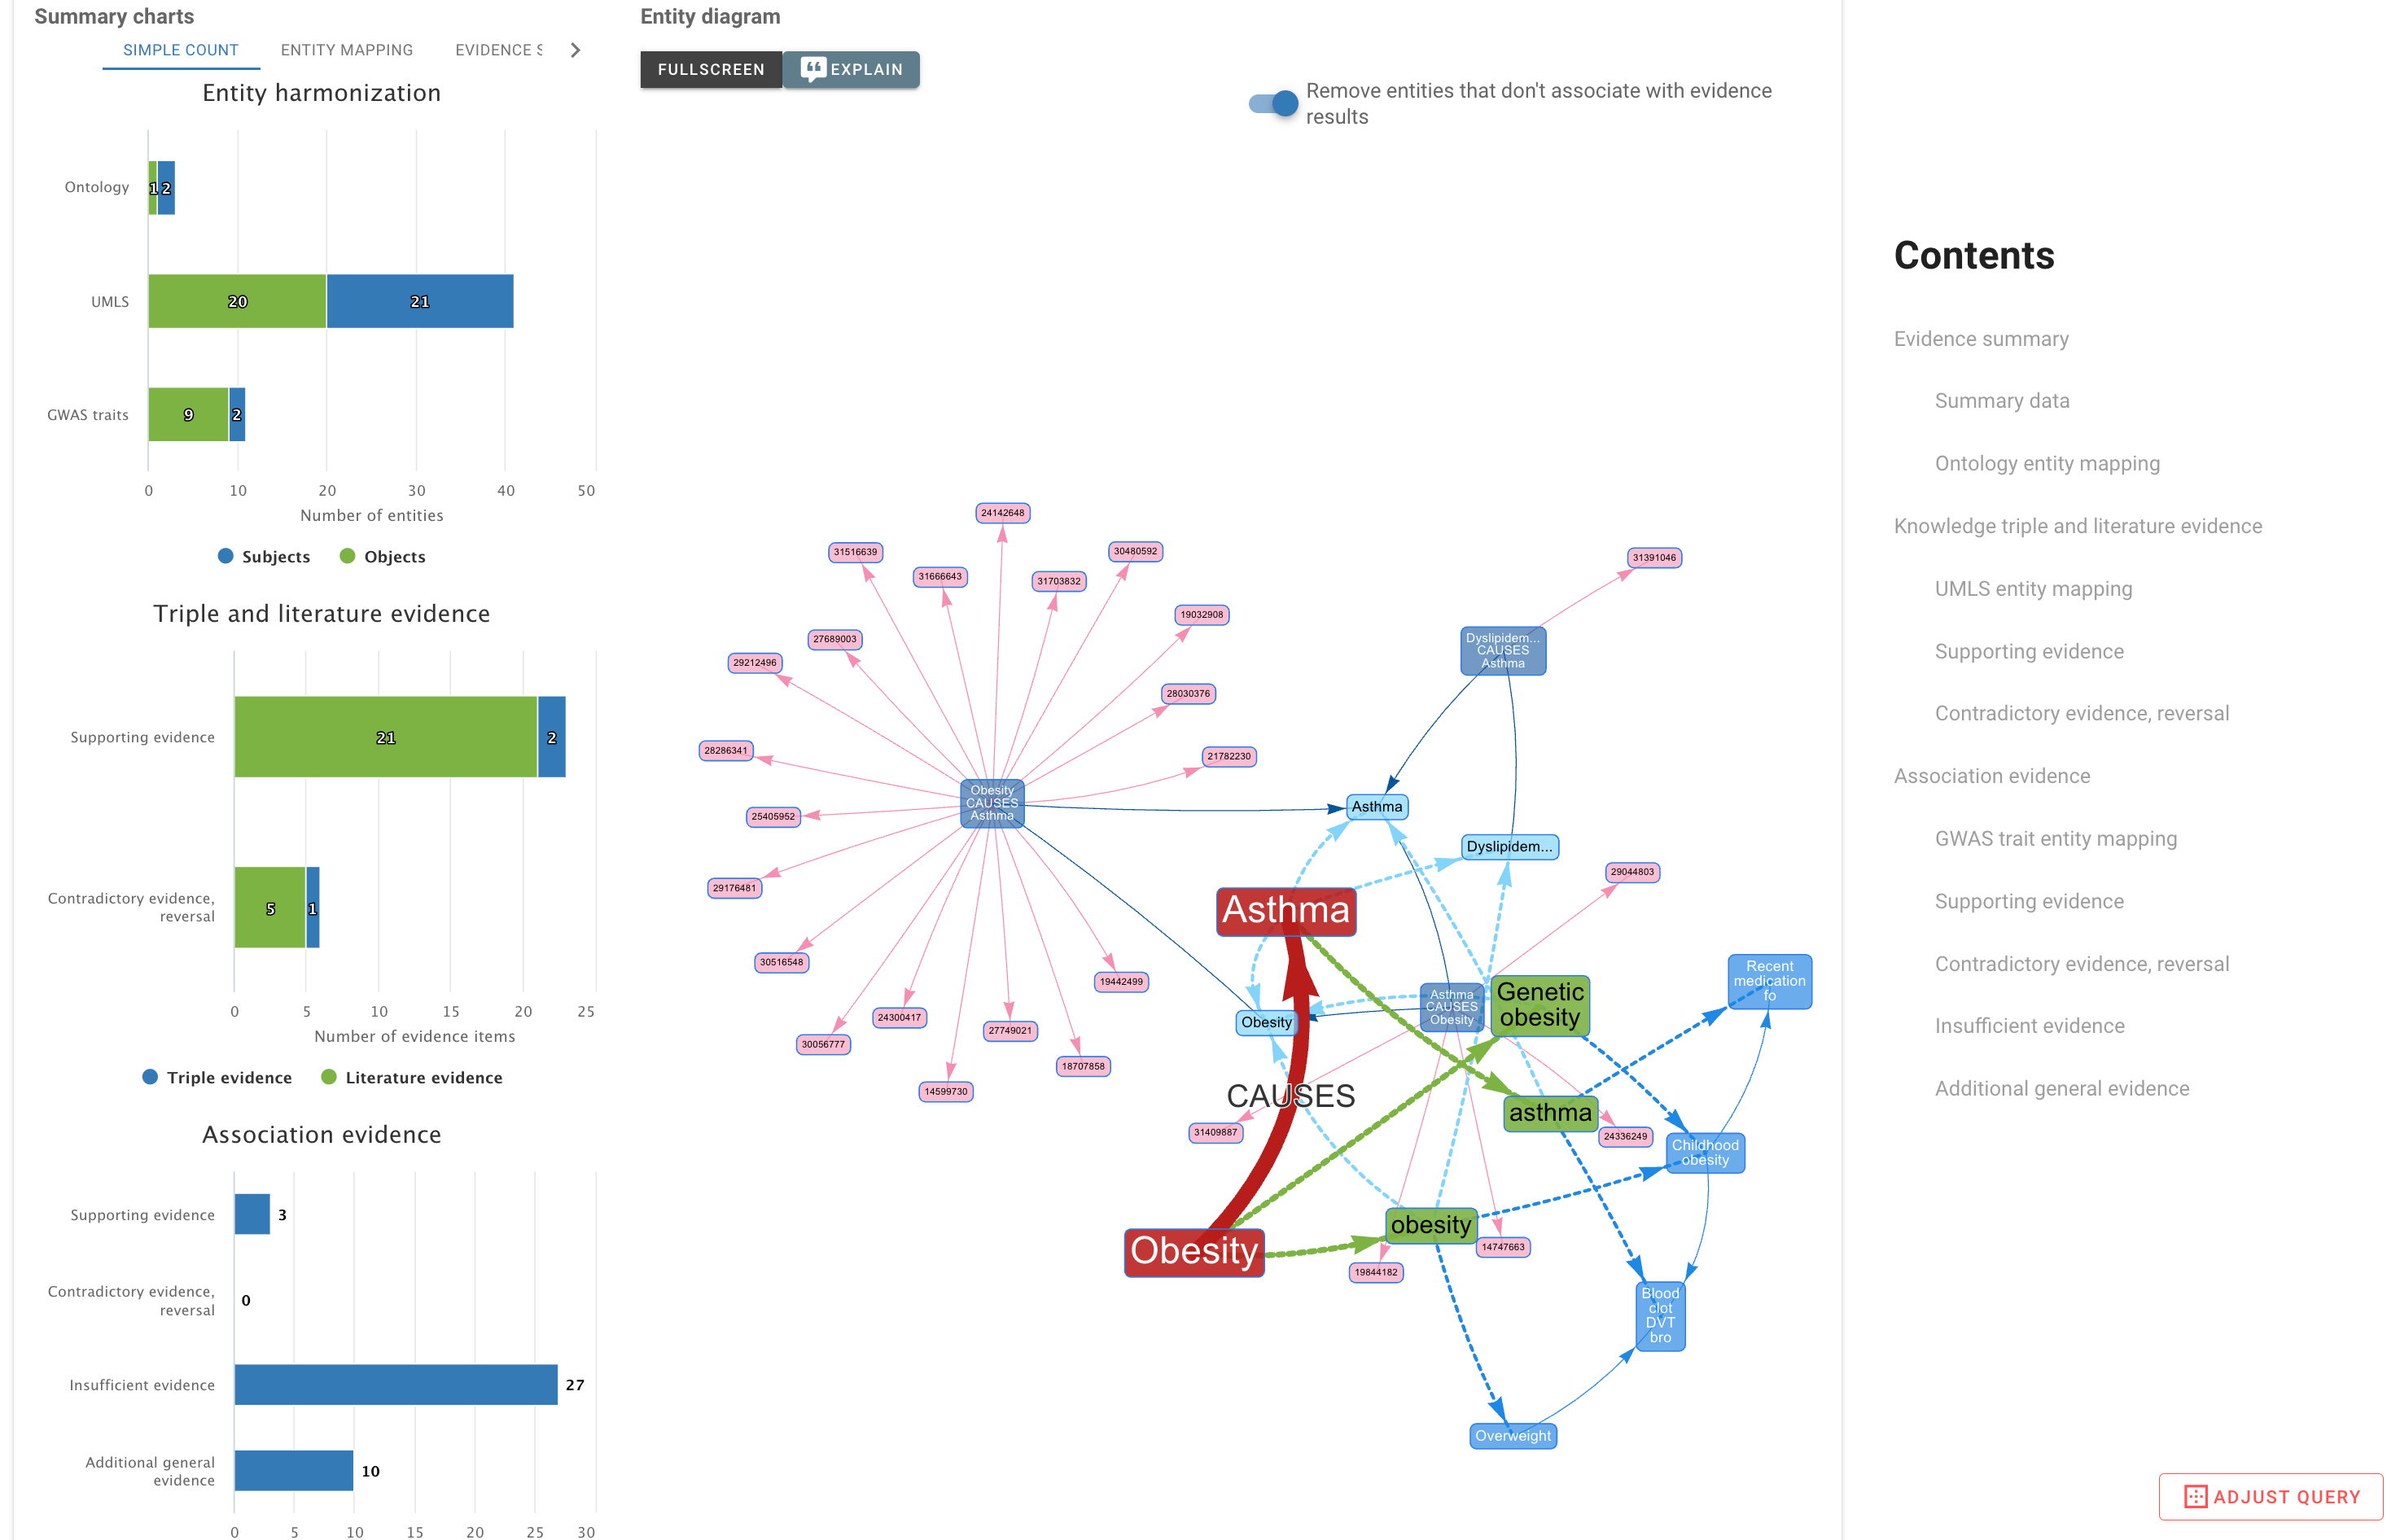 Summary charts
SIMPLE COUNT
ENTITY MAPPING
EVIDENCE S
Entity harmonization
Ontology
1
2
UMLS
20
21
GWAS traits
9
2
0
10
20
30
40
50
Number of entities
Subjects
Objects
Triple and literature evidence
Supporting evidence
21
2
Contradictory evidence,
reversal
5
1
0
5
10
15
20
25
Number of evidence items
Triple evidence
Literature evidence
Association evidence
Supporting evidence
3
Contradictory evidence,
reversal
0
Insufficient evidence
27
Additional general
evidence
10
0
5
10
15
20
25
30
Entity diagram
FULLSCREEN
EXPLAIN
Remove entities that don't associate with evidence
results
24142648
31516639
30480592
31666643
31703832
31391046
19032908
27689003
29212496
Dyslipidem...
CAUSES
Asthma
28030376
28286341
21782230
Obesity
CAUSES
Asthma
25405952
Asthma
Dyslipidem...
29176481
29044803
Asthma
30516548
19442499
Recent
medication
fo
Asthma
CAUSES
Obesity
Genetic
obesity
24300417
Obesity
27749021
30056777
18707858
14599730
CAUSES
asthma
31409887
24336249
Childhood
obesity
obesity
Obesity
14747663
19844182
Blood
clot
DVT
bro
Overweight
Contents
Evidence summary
Summary data
Ontology entity mapping
Knowledge triple and literature evidence
UMLS entity mapping
Supporting evidence
Contradictory evidence, reversal
Association evidence
GWAS trait entity mapping
Supporting evidence
Contradictory evidence, reversal
Insufficient evidence
Additional general evidence
ADJUST QUERY